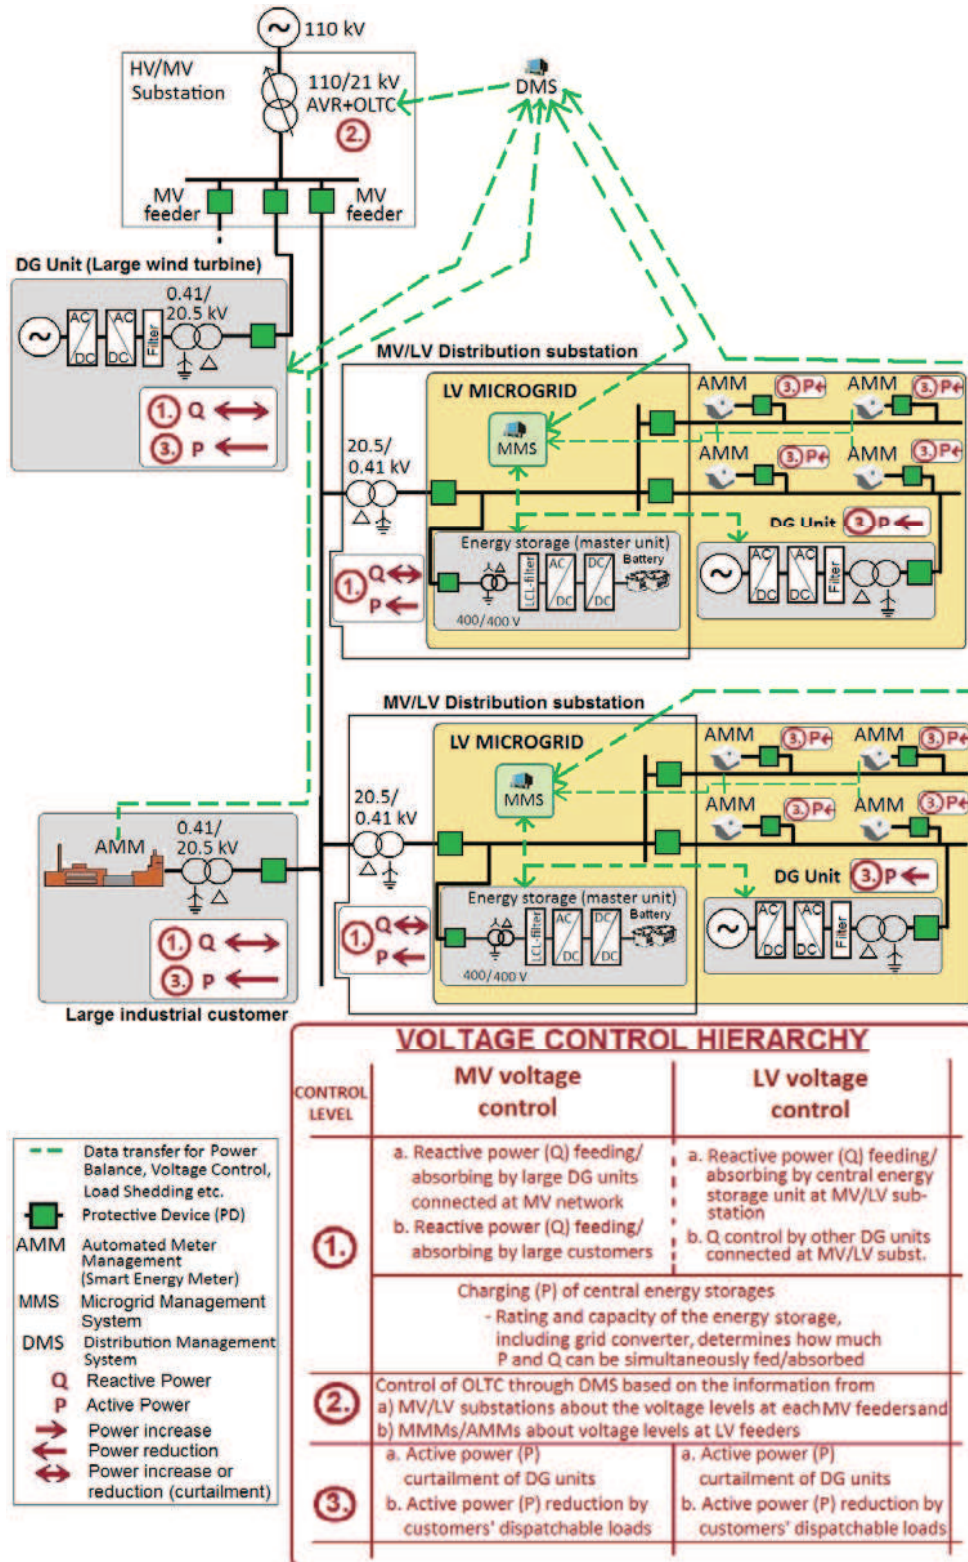 110 kV
HV/MV
Substation
110/21 kV
AVR+OLTC
2.
DMS
MV
feeder
MV
feeder
DG Unit (Large wind turbine)
0.41/
20.5 kV
AC
DC
AC
DC
Filter
1. Q
3. P
MV/LV Distribution substation
LV MICROGRID
MMS
AMM
3. P
AMM
3. P
AMM
3. P
AMM
3. P
20.5/
0.41 kV
DG Unit
3. P
1. Q
P
Energy storage (master unit)
Battery
LCL-filter
AC
DC
DC
DC
400/400 V
AC
DC
AC
DC
Filter
MV/LV Distribution substation
LV MICROGRID
MMS
AMM
3. P
AMM
3. P
AMM
3. P
AMM
3. P
20.5/
0.41 kV
DG Unit
3. P
1. Q
P
Energy storage (master unit)
Battery
LCL-filter
AC
DC
DC
DC
400/400 V
AC
DC
AC
DC
Filter
AMM
0.41/
20.5 kV
1. Q
3. P
Large industrial customer
VOLTAGE CONTROL HIERARCHY
CONTROL
LEVEL
MV voltage
control
LV voltage
control
1.
a. Reactive power (Q) feeding/
absorbing by large DG units
connected at MV network
b. Reactive power (Q) feeding/
absorbing by large customers
a. Reactive power (Q) feeding/
absorbing by central energy
storage unit at MV/LV sub-
station
b. Q control by other DG units
connected at MV/LV subst.
Charging (P) of central energy storages
- Rating and capacity of the energy storage,
including grid converter, determines how much
P and Q can be simultaneously fed/absorbed
2.
Control of OLTC through DMS based on the information from
a) MV/LV substations about the voltage levels at each MV feeders and
b) MMMs/AMMs about voltage levels at LV feeders
3.
a. Active power (P)
curtailment of DG units
b. Active power (P) reduction by
customers' dispatchable loads
a. Active power (P)
curtailment of DG units
b. Active power (P) reduction by
customers' dispatchable loads
Data transfer for Power
Balance, Voltage Control,
Load Shedding etc.
Protective Device (PD)
AMM Automated Meter
Management
(Smart Energy Meter)
MMS Microgrid Management
System
DMS Distribution Management
System
Q Reactive Power
P Active Power
Power increase
Power reduction
Power increase or
reduction (curtailment)